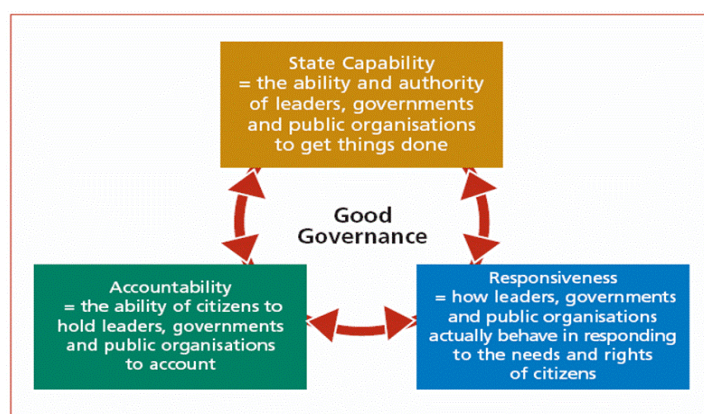 State Capability
= the ability and authority
of leaders, governments
and public organisations
to get things done
Good
Governance
Accountability
= the ability of citizens to
hold leaders, governments
and public organisations
to account
Responsiveness
= how leaders, governments
and public organisations
actually behave in responding
to the needs and rights
of citizens